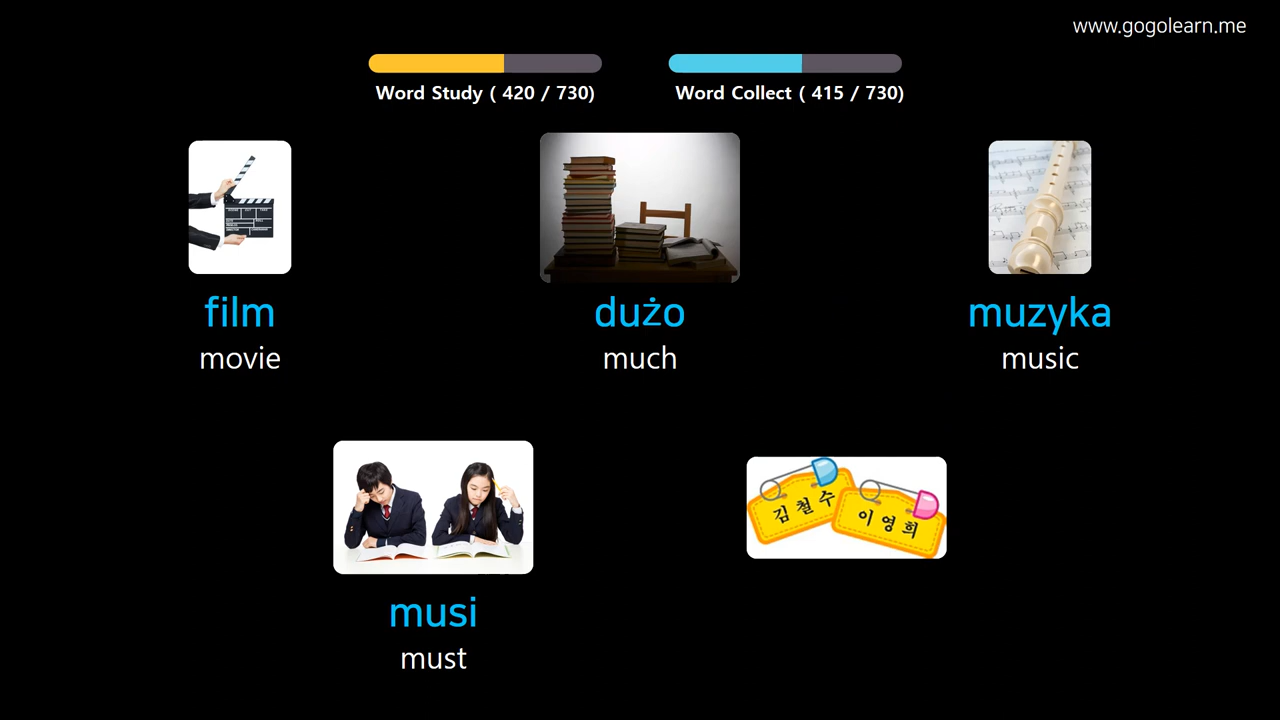 www.gogolearn.me
Word Study ( 420 / 730)
Word Collect ( 415 / 730)
film
movie
dużo
much
muzyka
music
musi
must
김철수
이영희